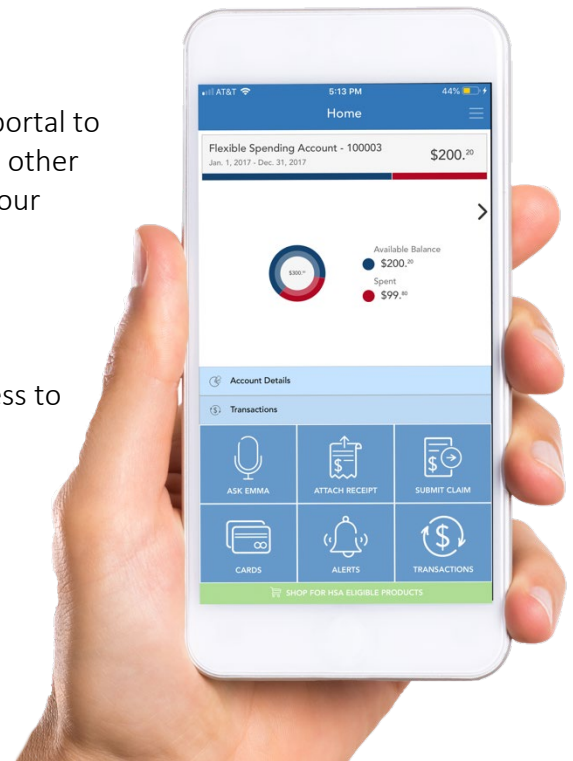 portal to
other
our
ess to
AT&T 5:13 PM 44%
Home
Flexible Spending Account - 100003
Jan. 1, 2017 - Dec. 31, 2017
$200.20
Available Balance
$200.20
Spent
$99.80
$300.00
Account Details
Transactions
ASK EMMA
ATTACH RECEIPT
SUBMIT CLAIM
CARDS
ALERTS
TRANSACTIONS
SHOP FOR HSA ELIGIBLE PRODUCTS